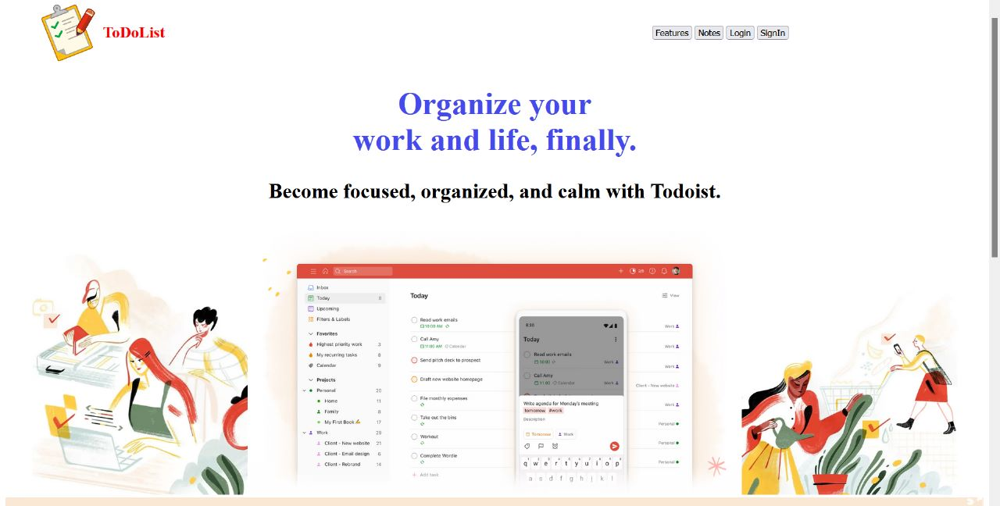 ToDoList
Features Notes Login SignIn
Organize your
work and life, finally.
Become focused, organized, and calm with Todoist.
Search
2/5
Inbox
Today 8
Upcoming
Filters & Labels
Favorites
Highest priority work 3
My recurring tasks 8
Calendar 9
Projects
Personal 20
Home 11
Family 8
My First Book 17
Work 29
Client - New website 21
Client - Email design 6
Client - Rebrand 14
Today
View
Read work emails
10:00 AM
Work
Call Amy
11:00 AM Calendar
Work
Send pitch deck to prospect
Work
Draft new website homepage
Client - New website
File monthly expenses
Work
Take out the bins
Personal
Workout
Personal
Complete Wordle
Personal
Add task
8:30
Today
Read work emails
10:00
Work
Call Amy
11:00 Calendar
Work
Write agenda for Monday's meeting
tomorrow #work
Description
Tomorrow Work
q w e r t y u i o p
a s d f g h j k l